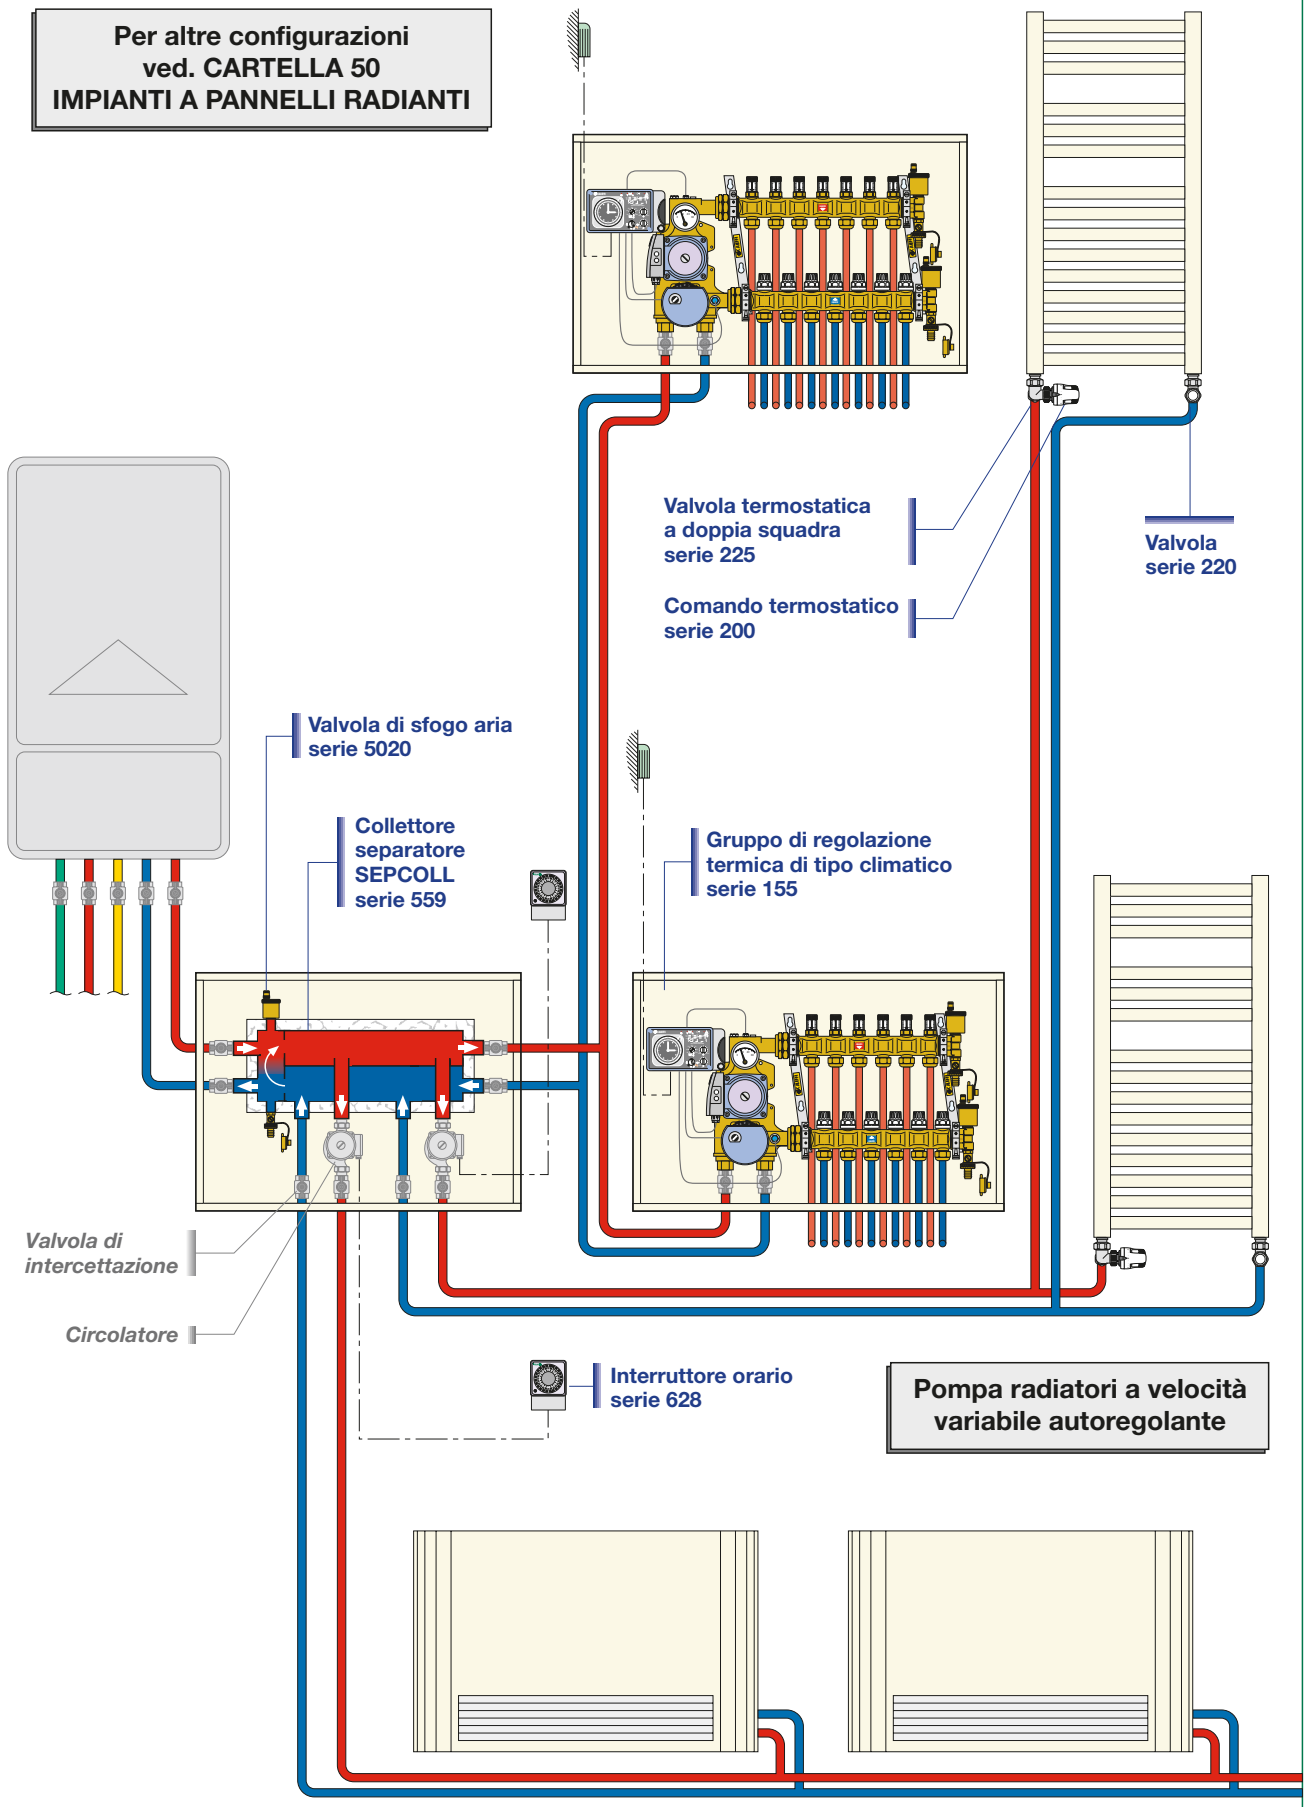 Per altre configurazioni
ved. CARTELLA 50
IMPIANTI A PANNELLI RADIANTI
Valvola termostatica
a doppia squadra
serie 225
Valvola
serie 220
Comando termostatico
serie 200
Valvola di sfogo aria
serie 5020
Collettore
separatore
SEPCOLL
serie 559
Gruppo di regolazione
termica di tipo climatico
serie 155
Valvola di
intercettazione
Circolatore
Interruttore orario
serie 628
Pompa radiatori a velocità
variabile autoregolante